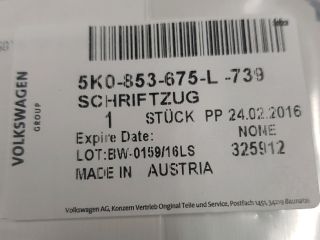 VOLKSWAGEN
GROUP
5K0-853-675-L -739
SCHRIFTZUG
1 STÜCK PP 24.02.2016
Expire Date: NONE
LOT:BW-0159/16LS 325912
MADE IN AUSTRIA
Volkswagen AG, Konzern Vertrieb Original Teile und Service, Postfach 1451, 34219 Baunatal